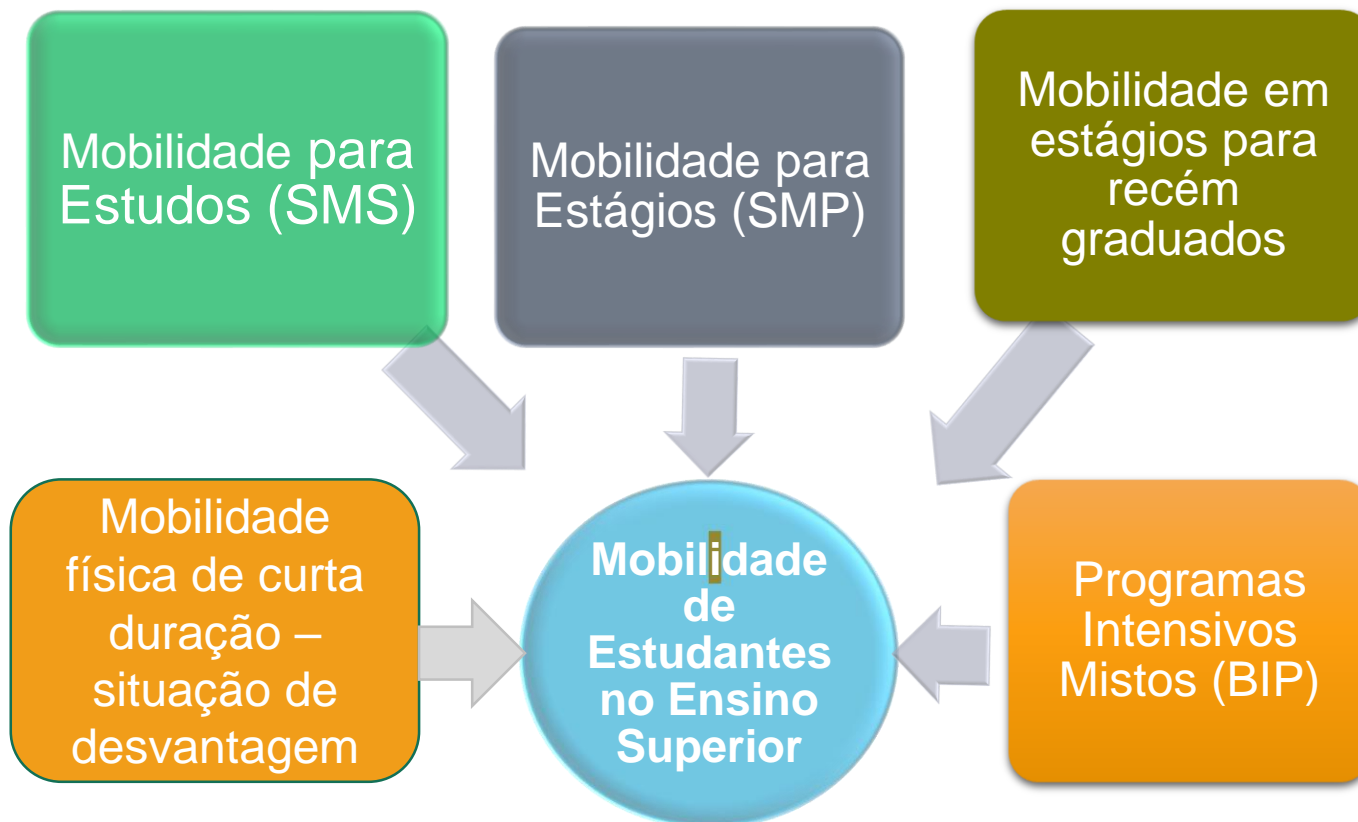 Mobilidade para
Estudos (SMS)
Mobilidade para
Estágios (SMP)
Mobilidade em
estágios para
recém
graduados
Mobilidade
física de curta
duração –
situação de
desvantagem
Mobilidade
de
Estudantes
no Ensino
Superior
Programas
Intensivos
Mistos (BIP)